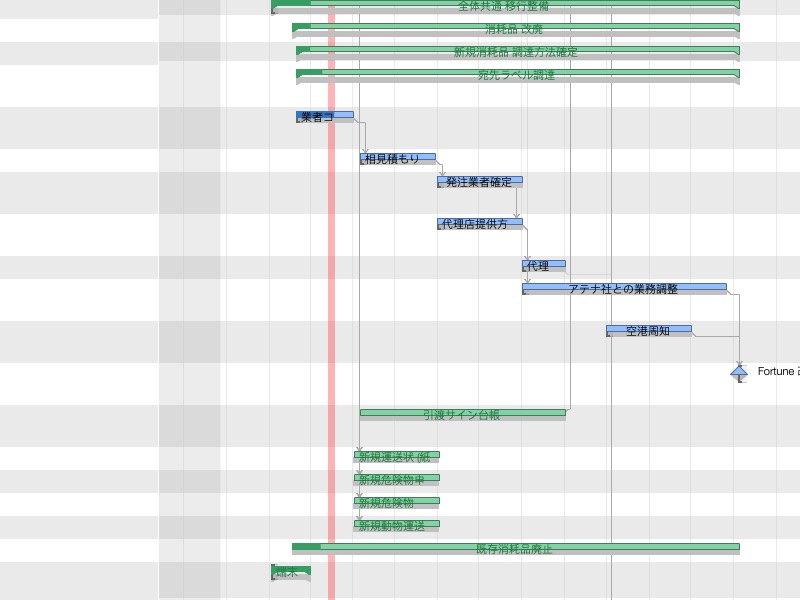 全体共通 移行整備
消耗品 改廃
新規消耗品 調達方法確定
宛先ラベル調達
業者コ
相見積もり
発注業者確定
代理店提供方
代理
アテナ社との業務調整
空港周知
Fortune
引渡サイン台帳
新規運送状 (紙
新規危険物申
新規危険物
新規動物運送
既存消耗品廃止
端末